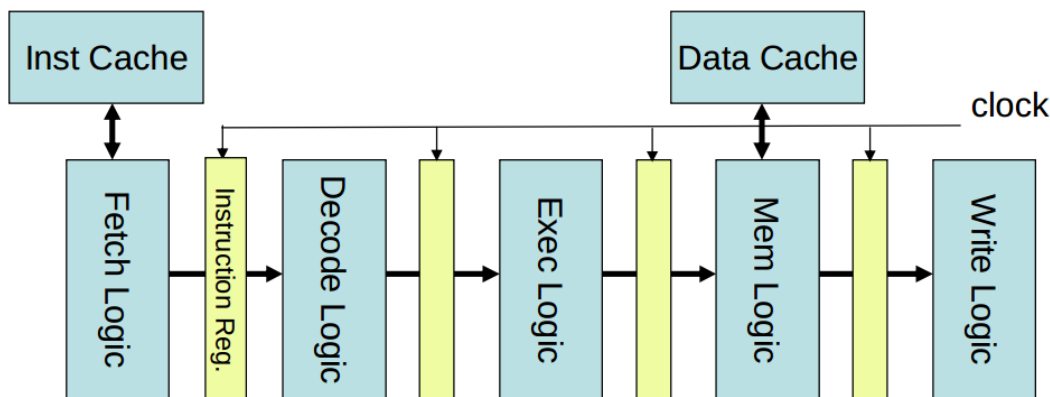 Inst Cache
Data Cache
clock
Fetch Logic
Instruction Reg.
Decode Logic
Exec Logic
Mem Logic
Write Logic